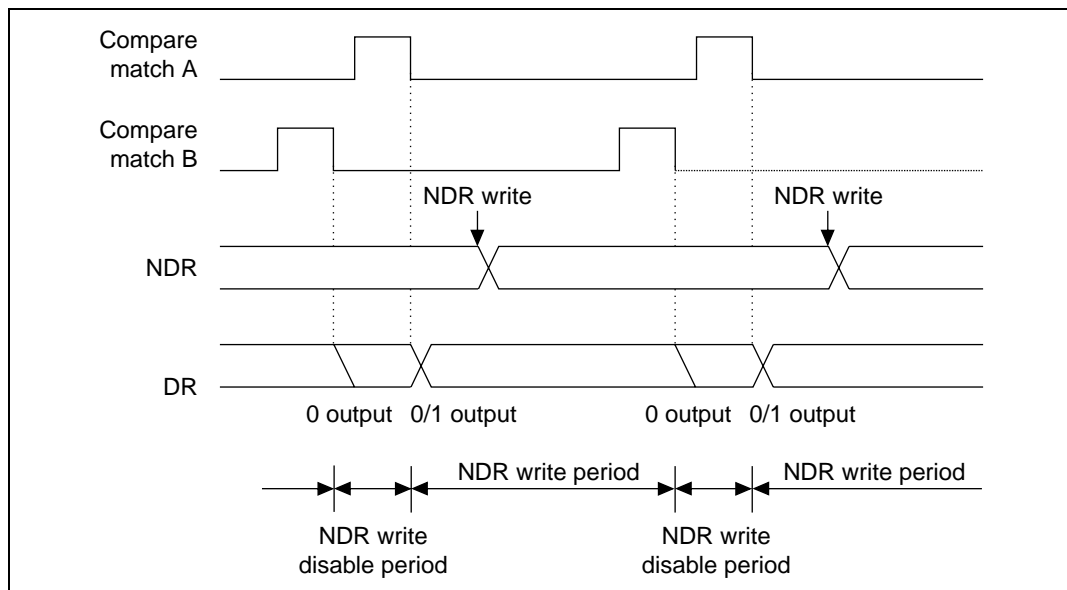 Compare
match A
Compare
match B
NDR write NDR write
NDR
DR
0 output 0/1 output 0 output 0/1 output
NDR write period NDR write period
NDR write NDR write
disable period disable period